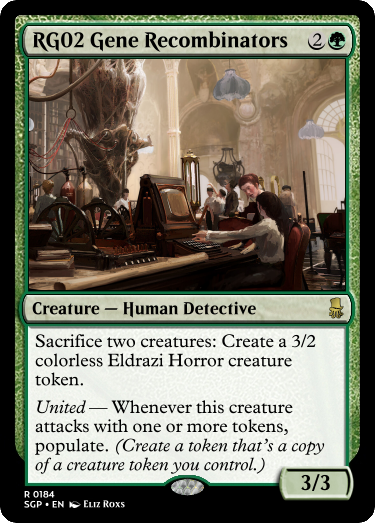 RG02 Gene Recombinators 2
Creature — Human Detective
Sacrifice two creatures: Create a 3/2
colorless Eldrazi Horror creature
token.
United — Whenever this creature
attacks with one or more tokens,
populate. (Create a token that's a copy
of a creature token you control.)
3/3
R 0184
SGP • EN Eliz Roxs